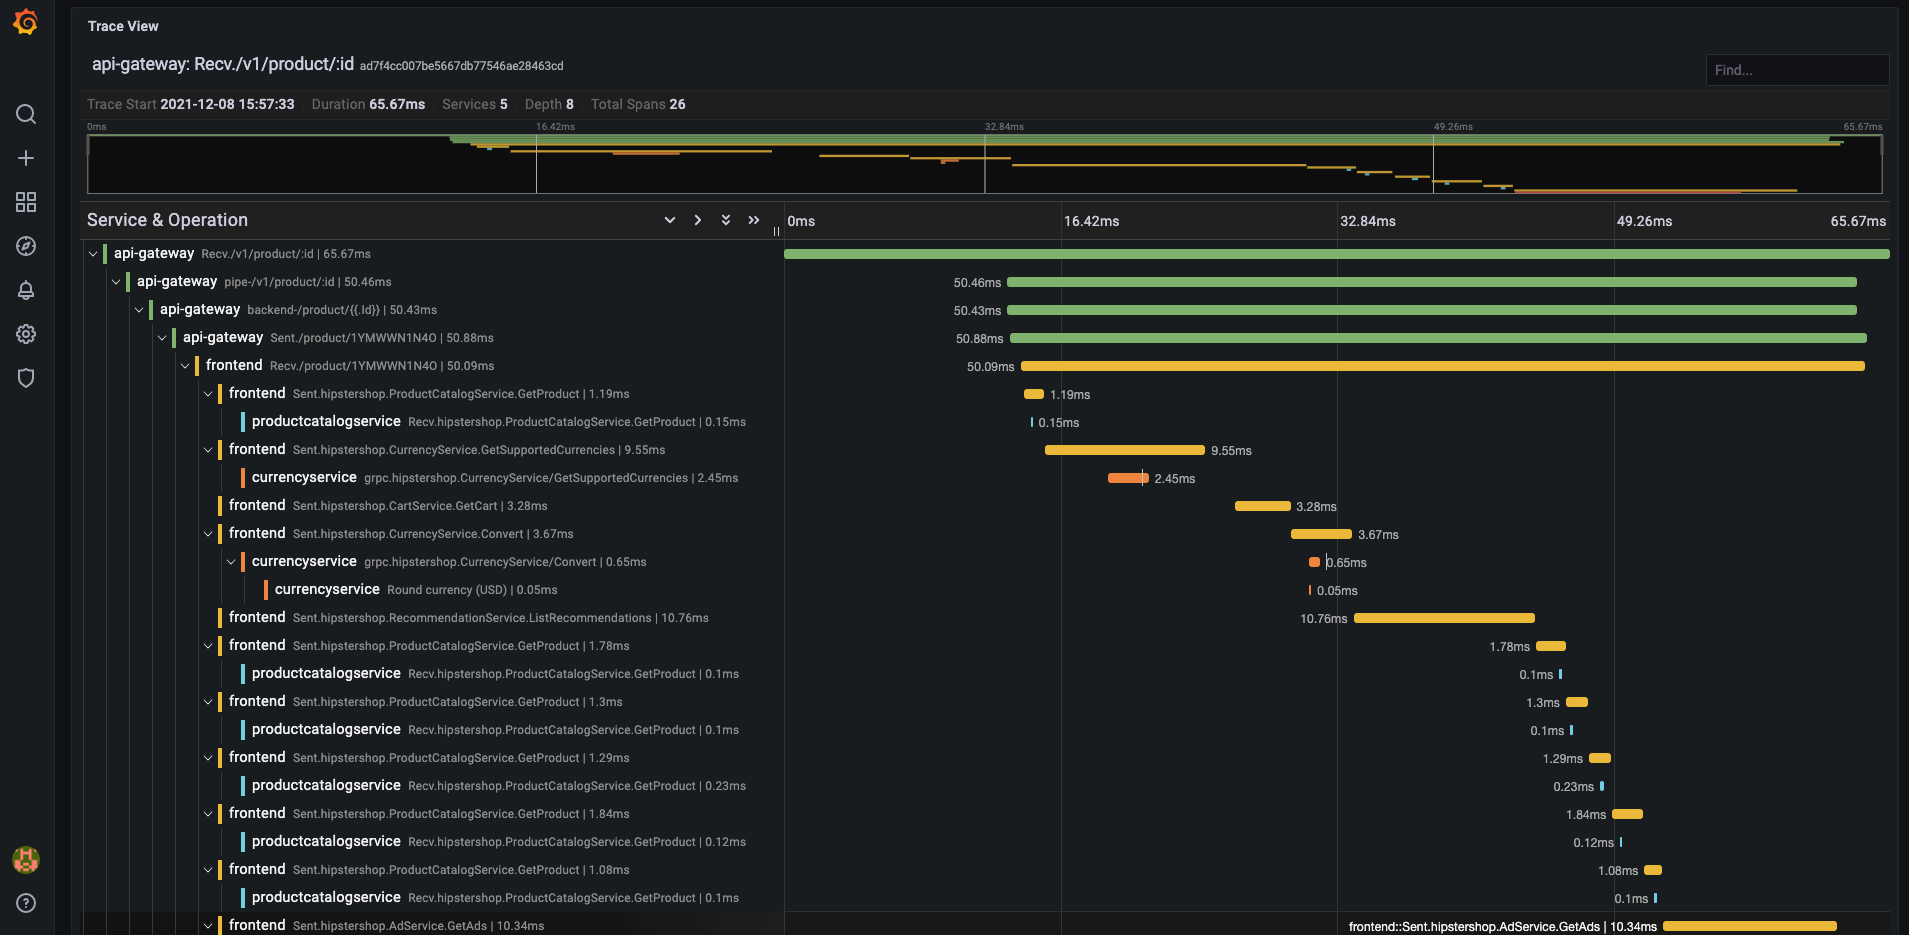 Trace View
api-gateway: Recv./v1/product/:id ad7f4cc007be5667db77546ae28463cd
Find...
Trace Start 2021-12-08 15:57:33 Duration 65.67ms Services 5 Depth 8 Total Spans 26
0ms 16.42ms 32.84ms 49.26ms 65.67ms
Service & Operation 0ms 16.42ms 32.84ms 49.26ms 65.67ms
api-gateway Recv./v1/product/:id | 65.67ms
api-gateway pipe-/v1/product/:id | 50.46ms 50.46ms
api-gateway backend-/product/{{.Id}} | 50.43ms 50.43ms
api-gateway Sent./product/1YMWWN1N4O | 50.88ms 50.88ms
frontend Recv./product/1YMWWN1N4O | 50.09ms 50.09ms
frontend Sent.hipstershop.ProductCatalogService.GetProduct | 1.19ms 1.19ms
productcatalogservice Recv.hipstershop.ProductCatalogService.GetProduct | 0.15ms 0.15ms
frontend Sent.hipstershop.CurrencyService.GetSupportedCurrencies | 9.55ms 9.55ms
currencyservice grpc.hipstershop.CurrencyService/GetSupportedCurrencies | 2.45ms 2.45ms
frontend Sent.hipstershop.CartService.GetCart | 3.28ms 3.28ms
frontend Sent.hipstershop.CurrencyService.Convert | 3.67ms 3.67ms
currencyservice grpc.hipstershop.CurrencyService/Convert | 0.65ms 0.65ms
currencyservice Round currency (USD) | 0.05ms 0.05ms
frontend Sent.hipstershop.RecommendationService.ListRecommendations | 10.76ms 10.76ms
frontend Sent.hipstershop.ProductCatalogService.GetProduct | 1.78ms 1.78ms
productcatalogservice Recv.hipstershop.ProductCatalogService.GetProduct | 0.1ms 0.1ms
frontend Sent.hipstershop.ProductCatalogService.GetProduct | 1.3ms 1.3ms
productcatalogservice Recv.hipstershop.ProductCatalogService.GetProduct | 0.1ms 0.1ms
frontend Sent.hipstershop.ProductCatalogService.GetProduct | 1.29ms 1.29ms
productcatalogservice Recv.hipstershop.ProductCatalogService.GetProduct | 0.23ms 0.23ms
frontend Sent.hipstershop.ProductCatalogService.GetProduct | 1.84ms 1.84ms
productcatalogservice Recv.hipstershop.ProductCatalogService.GetProduct | 0.12ms 0.12ms
frontend Sent.hipstershop.ProductCatalogService.GetProduct | 1.08ms 1.08ms
productcatalogservice Recv.hipstershop.ProductCatalogService.GetProduct | 0.1ms 0.1ms
frontend Sent.hipstershop.AdService.GetAds | 10.34ms frontend::Sent.hipstershop.AdService.GetAds | 10.34ms